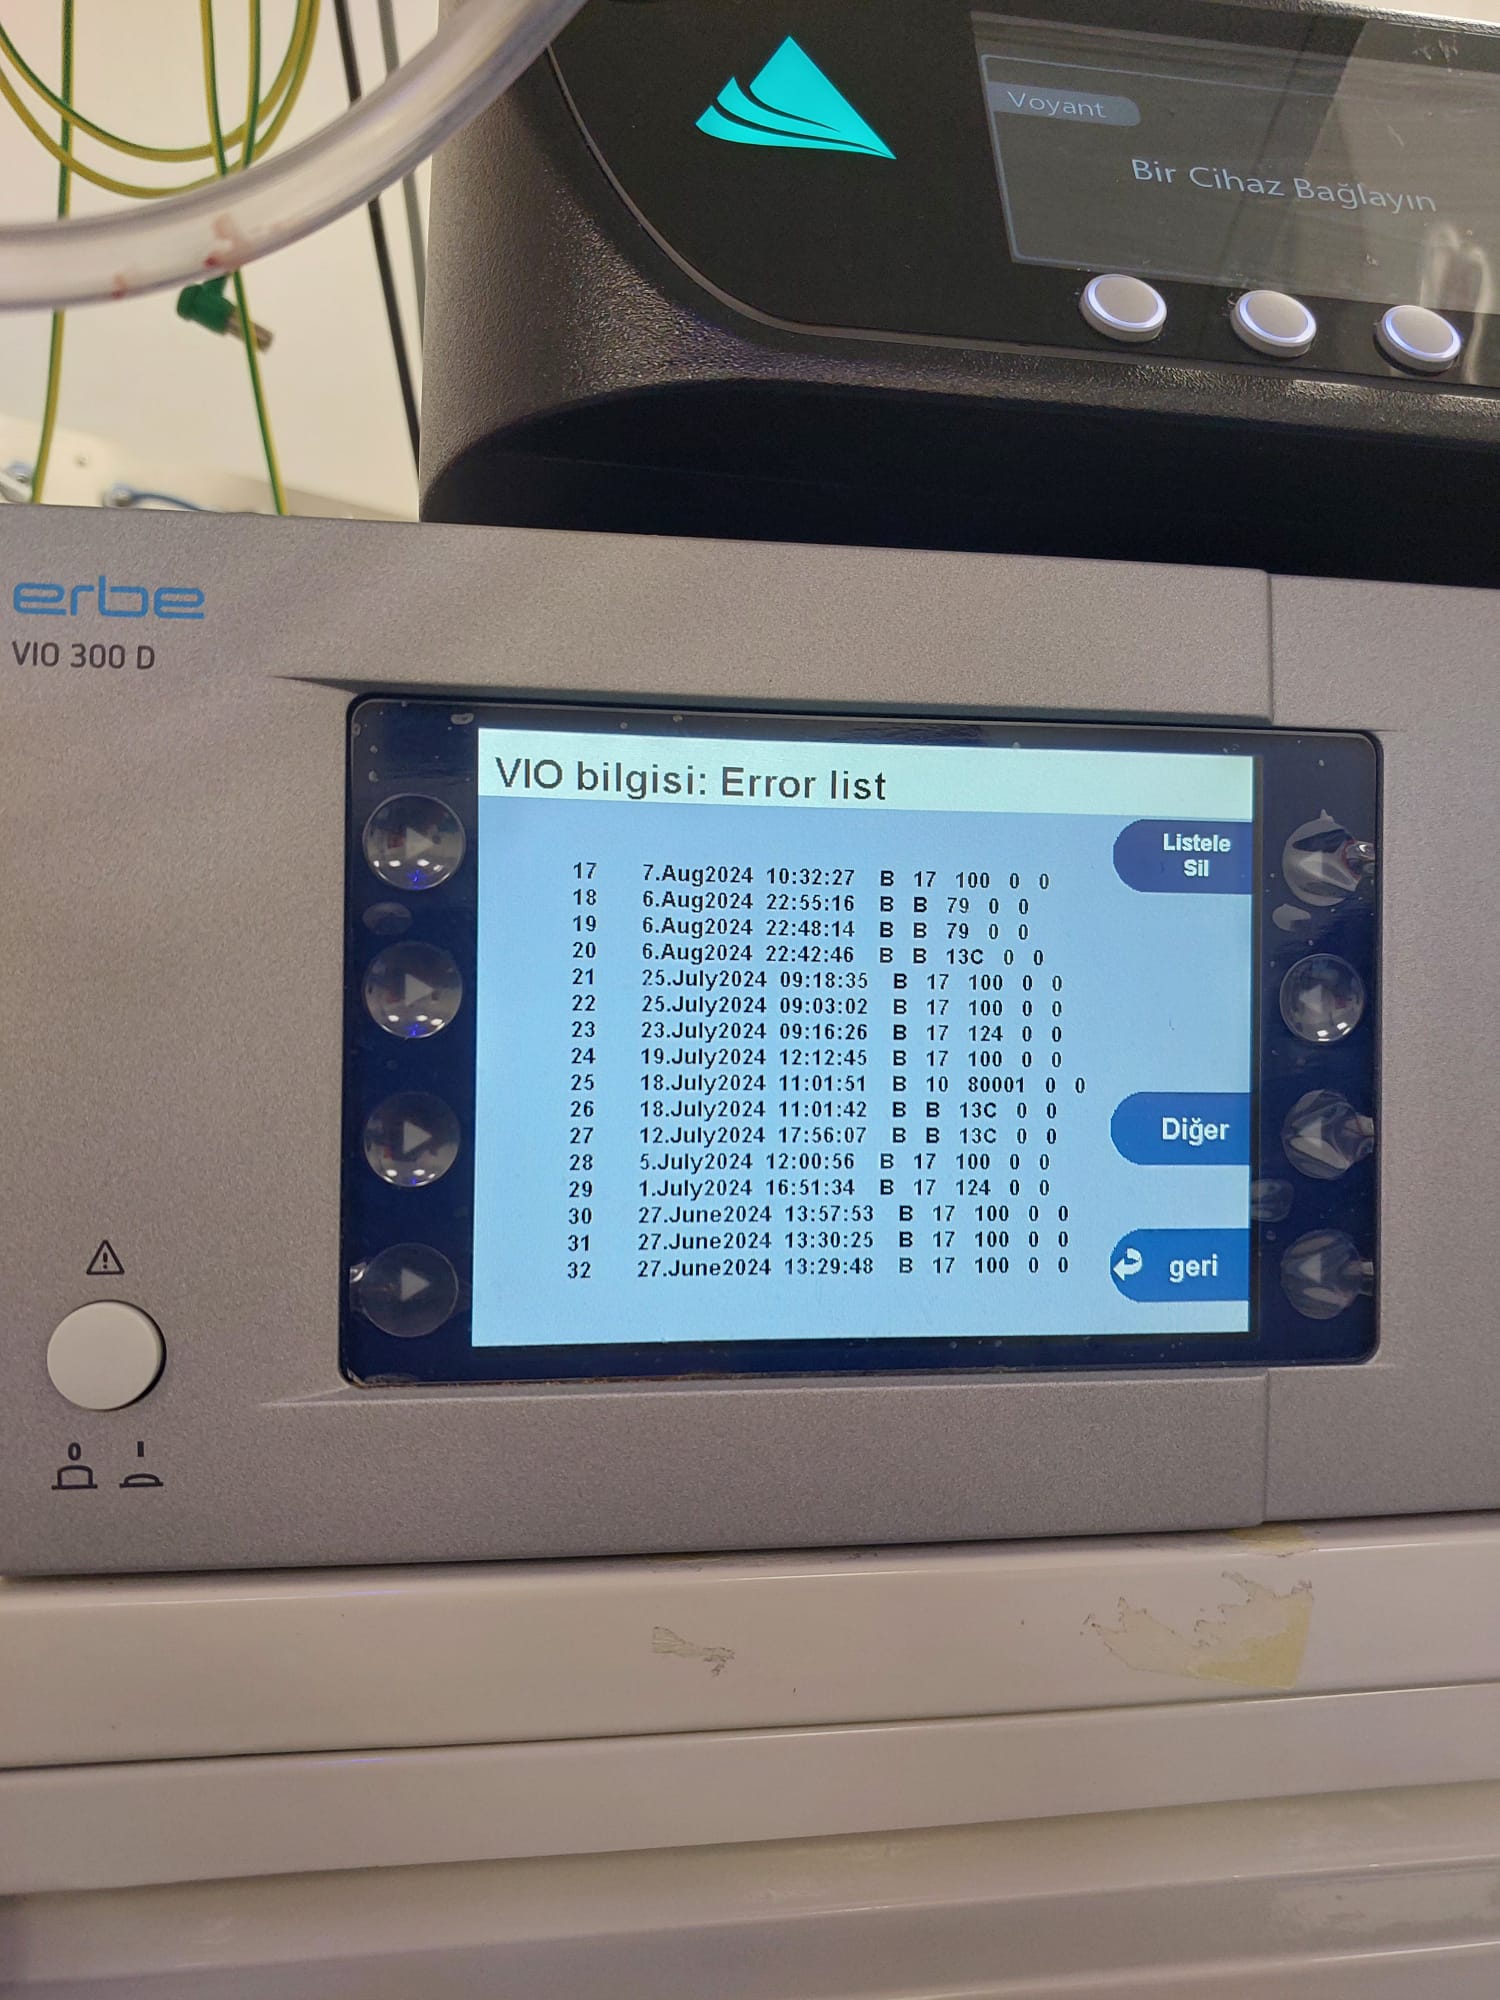 Voyant
Bir Cihaz Bağlayın
erbe
VIO 300 D
VIO bilgisi: Error list
Listele
Sil
17 7.Aug2024 10:32:27 B 17 100 0 0
18 6.Aug2024 22:55:16 B B 79 0 0
19 6.Aug2024 22:48:14 B B 79 0 0
20 6.Aug2024 22:42:46 B B 13C 0 0
21 25.July2024 09:18:35 B 17 100 0 0
22 25.July2024 09:03:02 B 17 100 0 0
23 23.July2024 09:16:26 B 17 124 0 0
24 19.July2024 12:12:45 B 17 100 0 0
25 18.July2024 11:01:51 B 10 80001 0 0
26 18.July2024 11:01:42 B B 13C 0 0
27 12.July2024 17:56:07 B B 13C 0 0
28 5.July2024 12:00:56 B 17 100 0 0
29 1.July2024 16:51:34 B 17 124 0 0
30 27.June2024 13:57:53 B 17 100 0 0
31 27.June2024 13:30:25 B 17 100 0 0
32 27.June2024 13:29:48 B 17 100 0 0
Diğer
geri
0 I